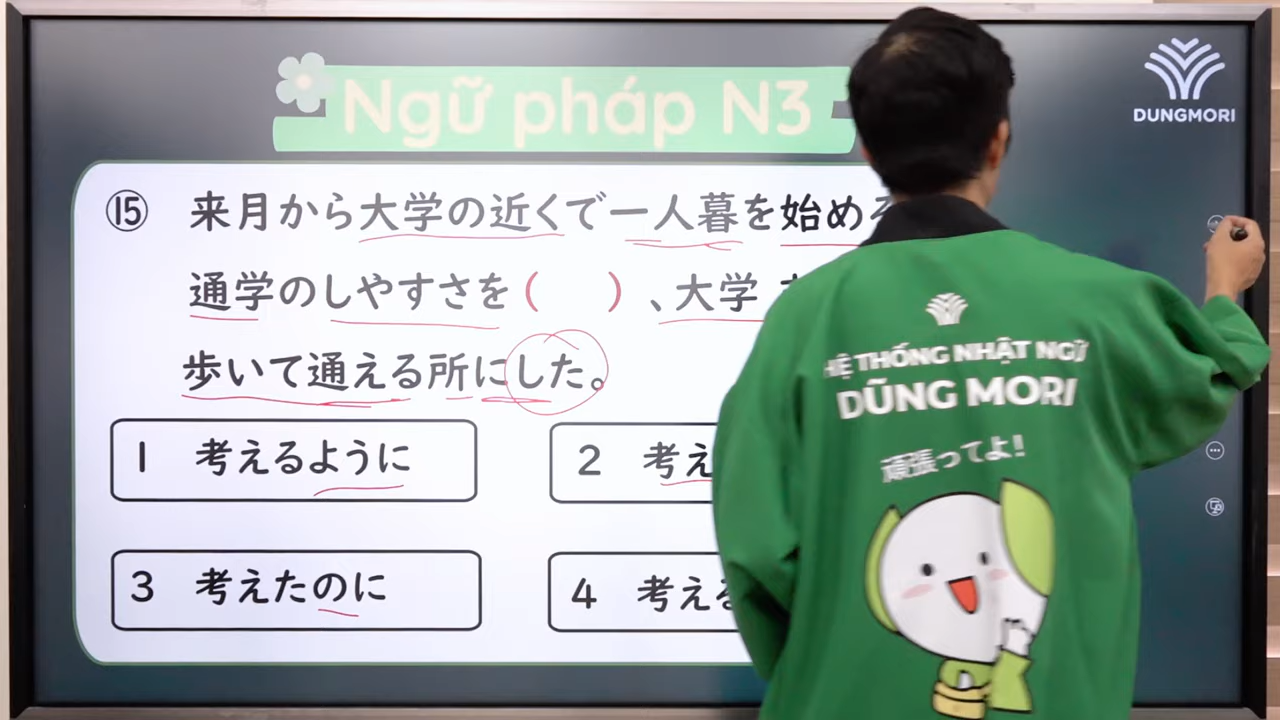 Ngữ pháp N3
DUNGMORI
⑮ 来月から大学の近くで一人暮を始め
通学のしやすさを（　　）、大学
歩いて通える所にした。
1 考えるように
2 考え
3 考えたのに
4 考える
HỆ THỐNG NHẬT NGỮ
DŨNG MORI
頑張ってよ！